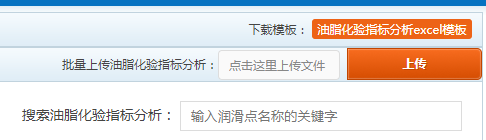 下载模板： 油脂化验指标分析excel模板
批量上传油脂化验指标分析： 点击这里上传文件 上传
搜索油脂化验指标分析： 输入润滑点名称的关键字